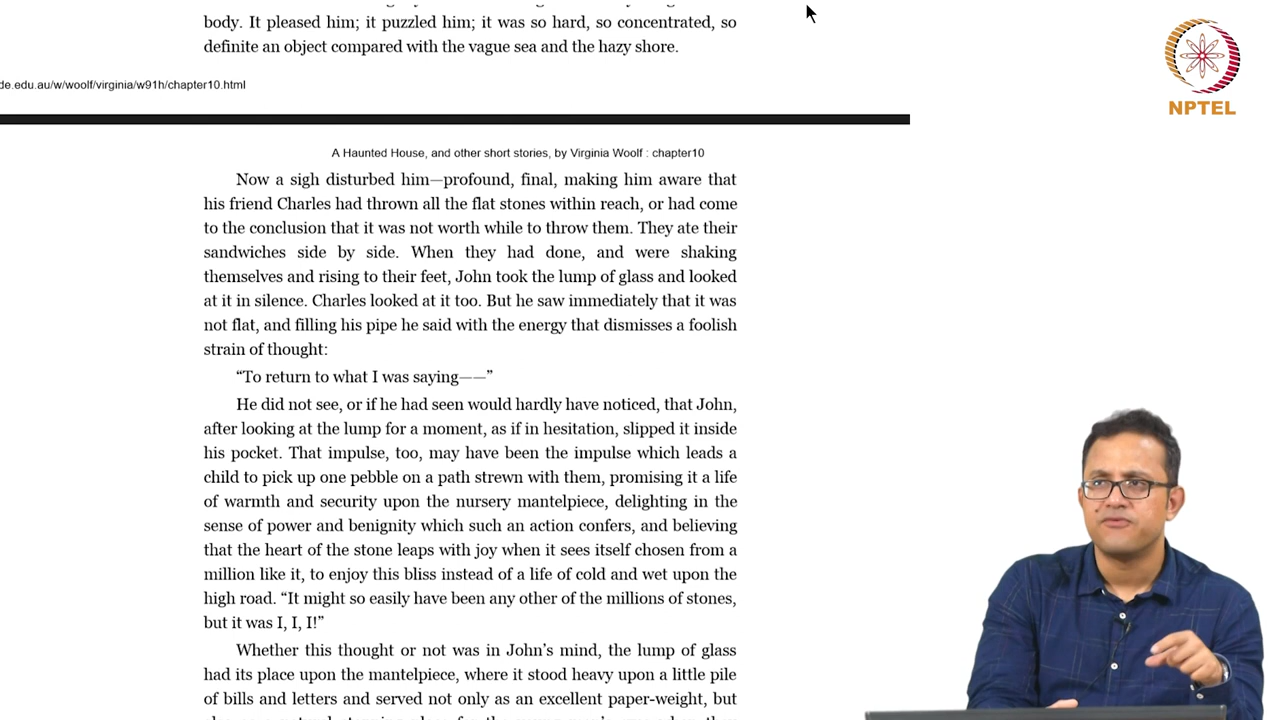 body. It pleased him; it puzzled him; it was so hard, so concentrated, so
definite an object compared with the vague sea and the hazy shore.
de.edu.au/w/woolf/virginia/w91h/chapter10.html
NPTEL
A Haunted House, and other short stories, by Virginia Woolf : chapter10
Now a sigh disturbed him—profound, final, making him aware that
his friend Charles had thrown all the flat stones within reach, or had come
to the conclusion that it was not worth while to throw them. They ate their
sandwiches side by side. When they had done, and were shaking
themselves and rising to their feet, John took the lump of glass and looked
at it in silence. Charles looked at it too. But he saw immediately that it was
not flat, and filling his pipe he said with the energy that dismisses a foolish
strain of thought:
“To return to what I was saying——”
He did not see, or if he had seen would hardly have noticed, that John,
after looking at the lump for a moment, as if in hesitation, slipped it inside
his pocket. That impulse, too, may have been the impulse which leads a
child to pick up one pebble on a path strewn with them, promising it a life
of warmth and security upon the nursery mantelpiece, delighting in the
sense of power and benignity which such an action confers, and believing
that the heart of the stone leaps with joy when it sees itself chosen from a
million like it, to enjoy this bliss instead of a life of cold and wet upon the
high road. “It might so easily have been any other of the millions of stones,
but it was I, I, I!”
Whether this thought or not was in John’s mind, the lump of glass
had its place upon the mantelpiece, where it stood heavy upon a little pile
of bills and letters and served not only as an excellent paper-weight, but